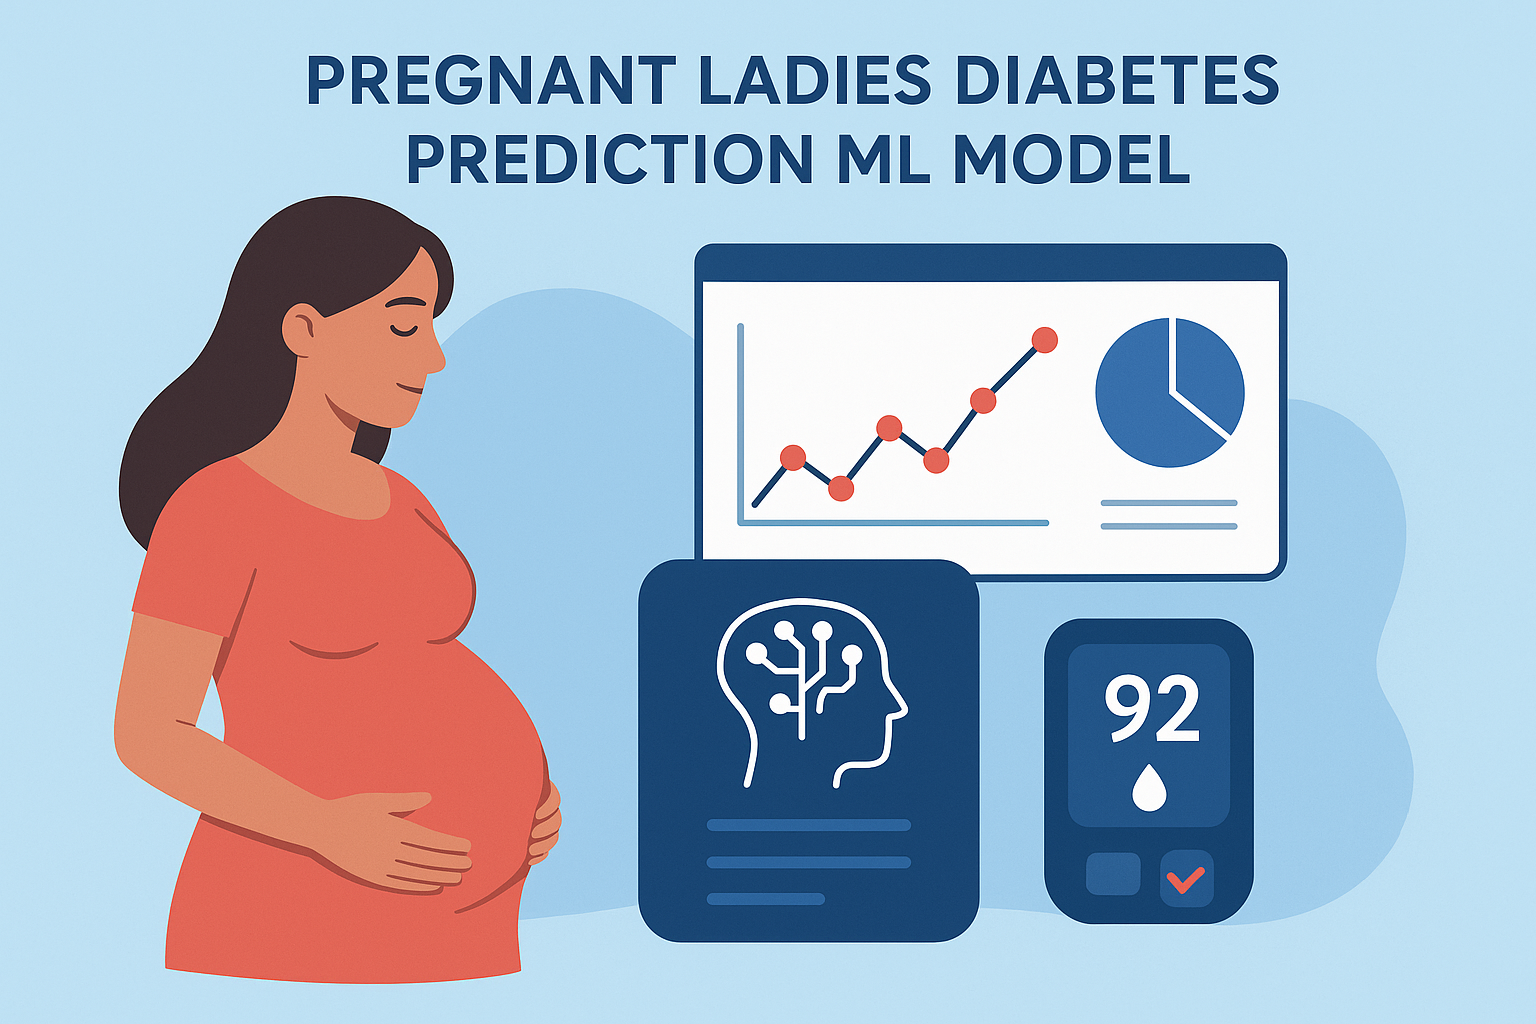 PREGNANT LADIES DIABETES
PREDICTION ML MODEL
92